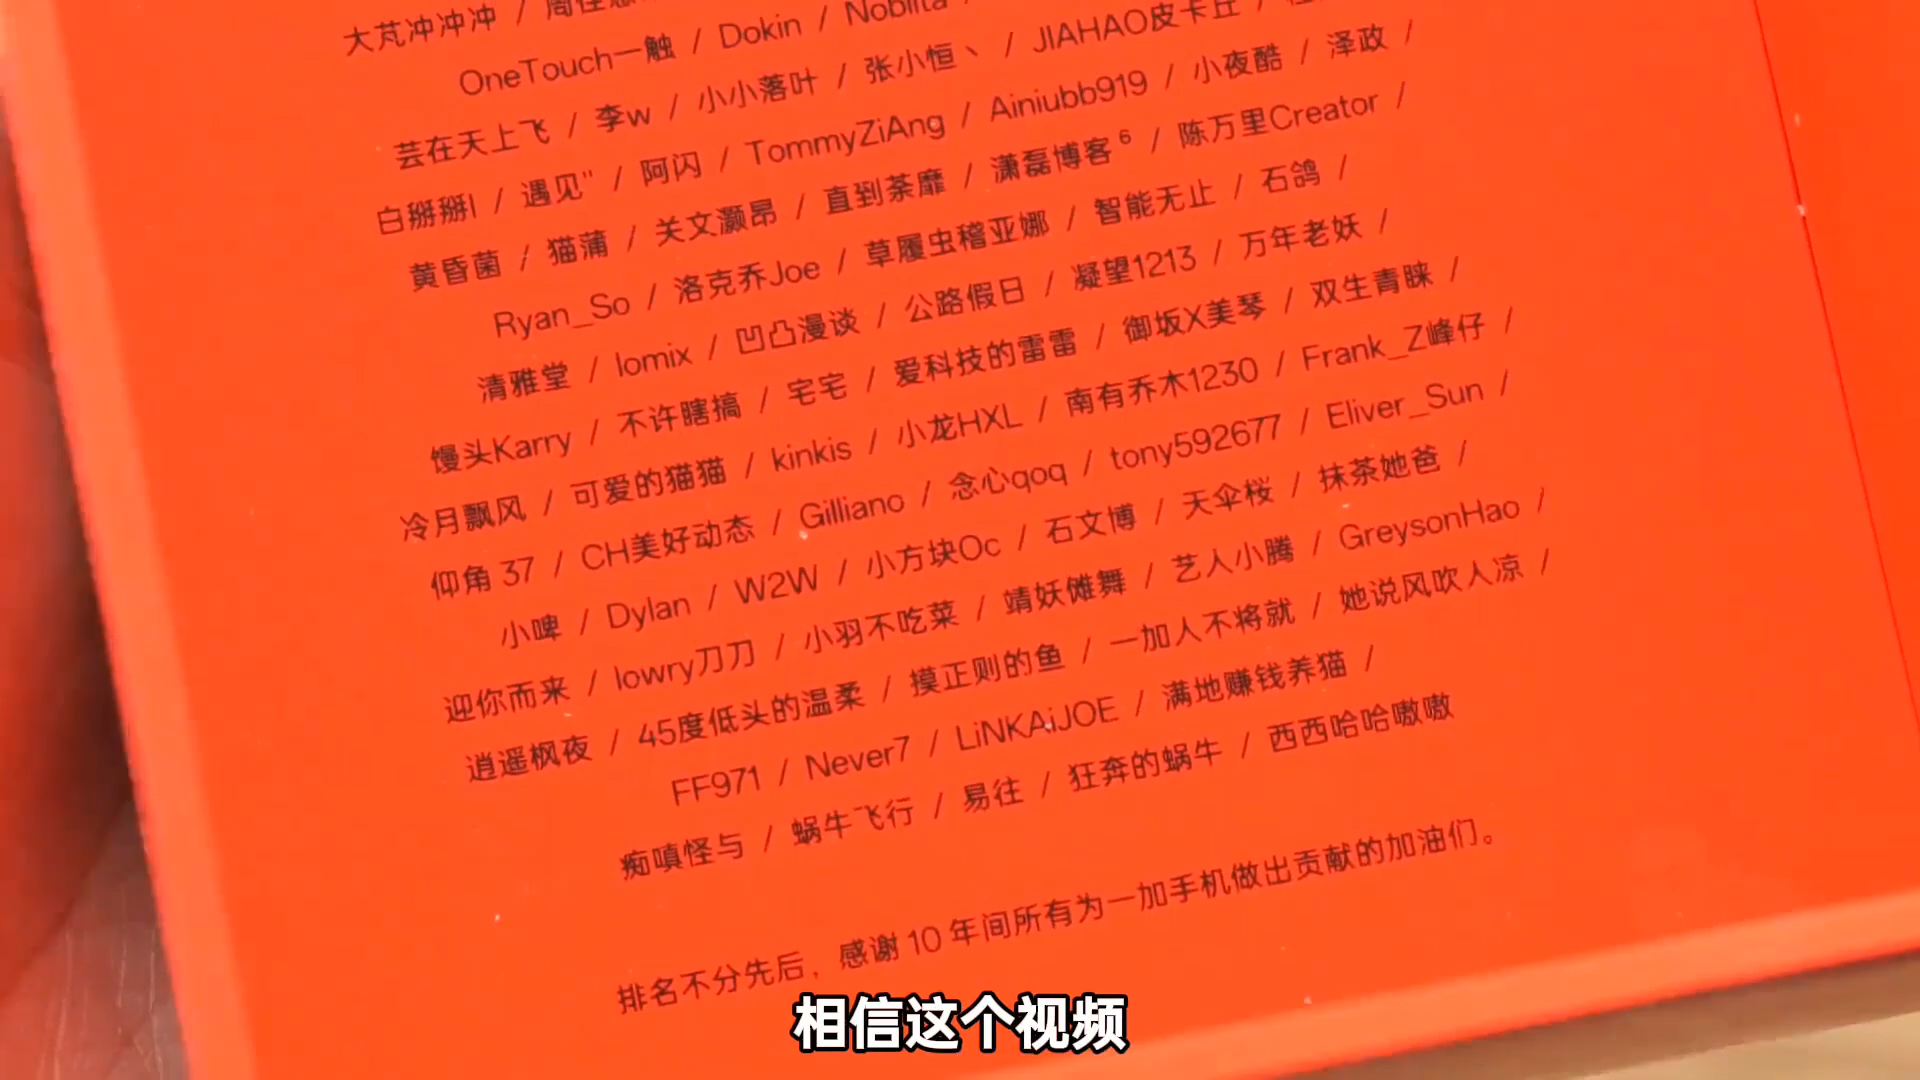 大芃冲冲冲 /
OneTouch一触 / Dokin / Nobita
芸在天上飞 / 李w / 小小落叶 / 张小恒丶 / JIAHAO皮卡丘 /
白掰掰l / 遇见" / 阿闪 / TommyZiAng / Ainiubb919 / 小夜酷 / 泽政 /
黄昏菌 / 猫蒲 / 关文灏昂 / 直到荼靡 / 潇磊博客⁶ / 陈万里Creator /
Ryan_So / 洛克乔Joe / 草履虫稽亚娜 / 智能无止 / 石鸽 /
清雅堂 / lomix / 凹凸漫谈 / 公路假日 / 凝望1213 / 万年老妖 /
馒头Karry / 不许瞎搞 / 宅宅 / 爱科技的雷雷 / 御坂X美琴 / 双生青睐 /
冷月飘风 / 可爱的猫猫 / kinkis / 小龙HXL / 南有乔木1230 / Frank_Z峰仔 /
仰角 37 / CH美好动态 / Gilliano / 念心qoq / tony592677 / Eliver_Sun /
小啤 / Dylan / W2W / 小方块Oc / 石文博 / 天伞桜 / 抹茶她爸 /
迎你而来 / lowry刀刀 / 小羽不吃菜 / 靖妖傩舞 / 艺人小腾 / GreysonHao /
逍遥枫夜 / 45度低头的温柔 / 摸正则的鱼 / 一加人不将就 / 她说风吹人凉 /
FF971 / Never7 / LiNKAiJOE / 满地赚钱养猫 /
痴嗔怪与 / 蜗牛飞行 / 易往 / 狂奔的蜗牛 / 西西哈哈嗷嗷
排名不分先后，感谢 10 年间所有为一加手机做出贡献的加油们。
相信这个视频